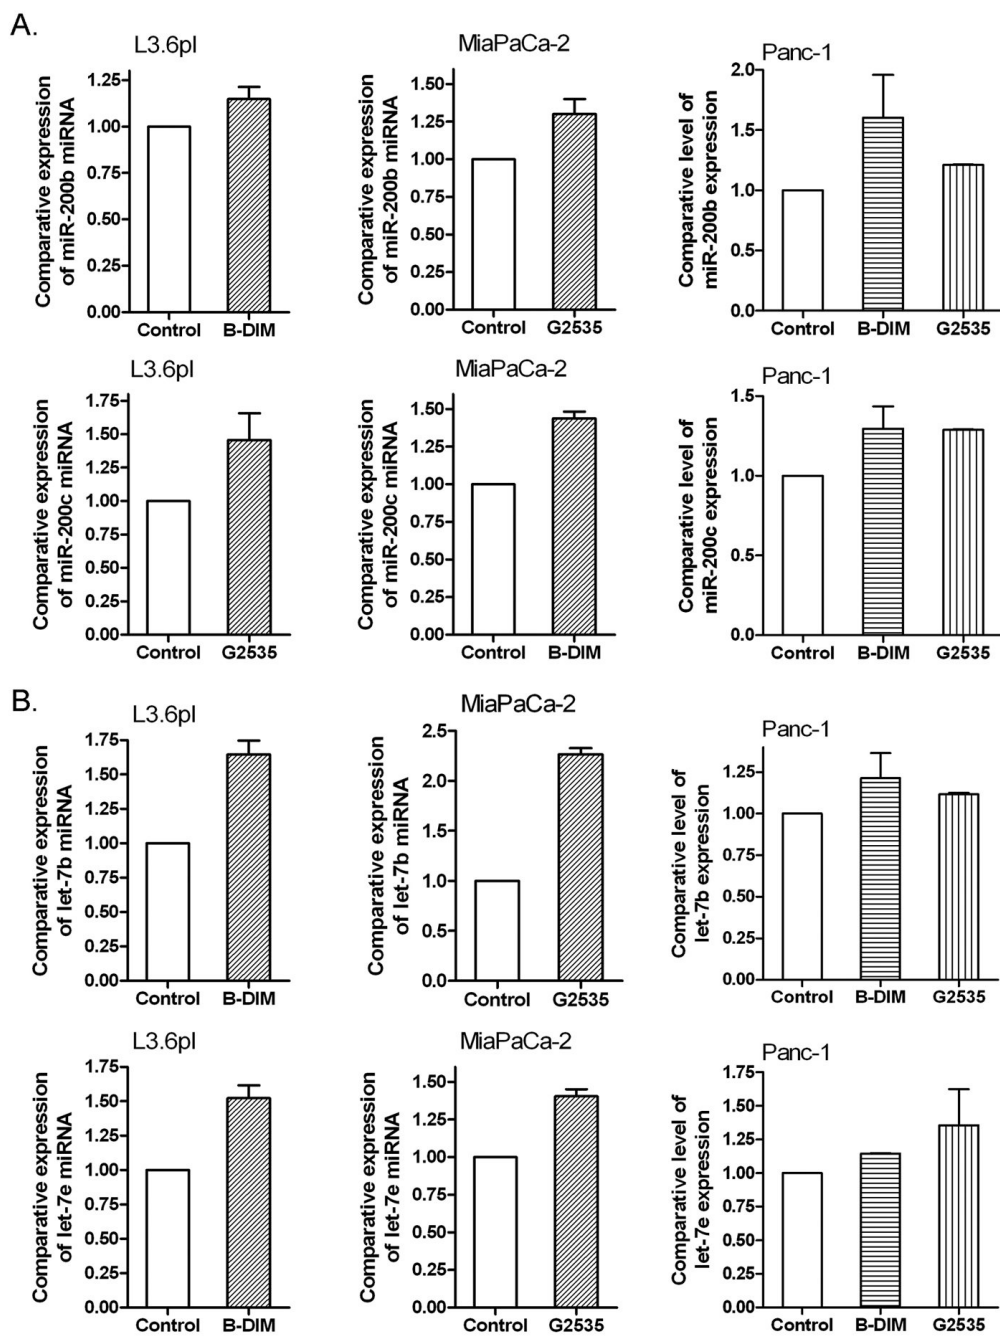 A.
L3.6pl
Comparative expression
of miR-200b miRNA
1.25
1.00
0.75
0.50
0.25
0.00
Control B-DIM
MiaPaCa-2
Comparative expression
of miR-200b miRNA
1.50
1.25
1.00
0.75
0.50
0.25
0.00
Control G2535
Panc-1
Comparative level of
miR-200b expression
2.0
1.5
1.0
0.5
0.0
Control B-DIM G2535
L3.6pl
Comparative expression
of miR-200c miRNA
1.75
1.50
1.25
1.00
0.75
0.50
0.25
0.00
Control G2535
MiaPaCa-2
Comparative expression
of miR-200c miRNA
1.50
1.25
1.00
0.75
0.50
0.25
0.00
Control B-DIM
Panc-1
Comparative level of
miR-200c expression
1.5
1.0
0.5
0.0
Control B-DIM G2535
B.
L3.6pl
Comparative expression
of let-7b miRNA
1.75
1.50
1.25
1.00
0.75
0.50
0.25
0.00
Control B-DIM
MiaPaCa-2
Comparative expression
of let-7b miRNA
2.5
2.0
1.5
1.0
0.5
0.0
Control G2535
Panc-1
Comparative level of
let-7b expression
1.25
1.00
0.75
0.50
0.25
0.00
Control B-DIM G2535
L3.6pl
Comparative expression
of let-7e miRNA
1.75
1.50
1.25
1.00
0.75
0.50
0.25
0.00
Control B-DIM
MiaPaCa-2
Comparative expression
of let-7e miRNA
1.50
1.25
1.00
0.75
0.50
0.25
0.00
Control G2535
Panc-1
Comparative level of
let-7e expression
1.75
1.50
1.25
1.00
0.75
0.50
0.25
0.00
Control B-DIM G2535